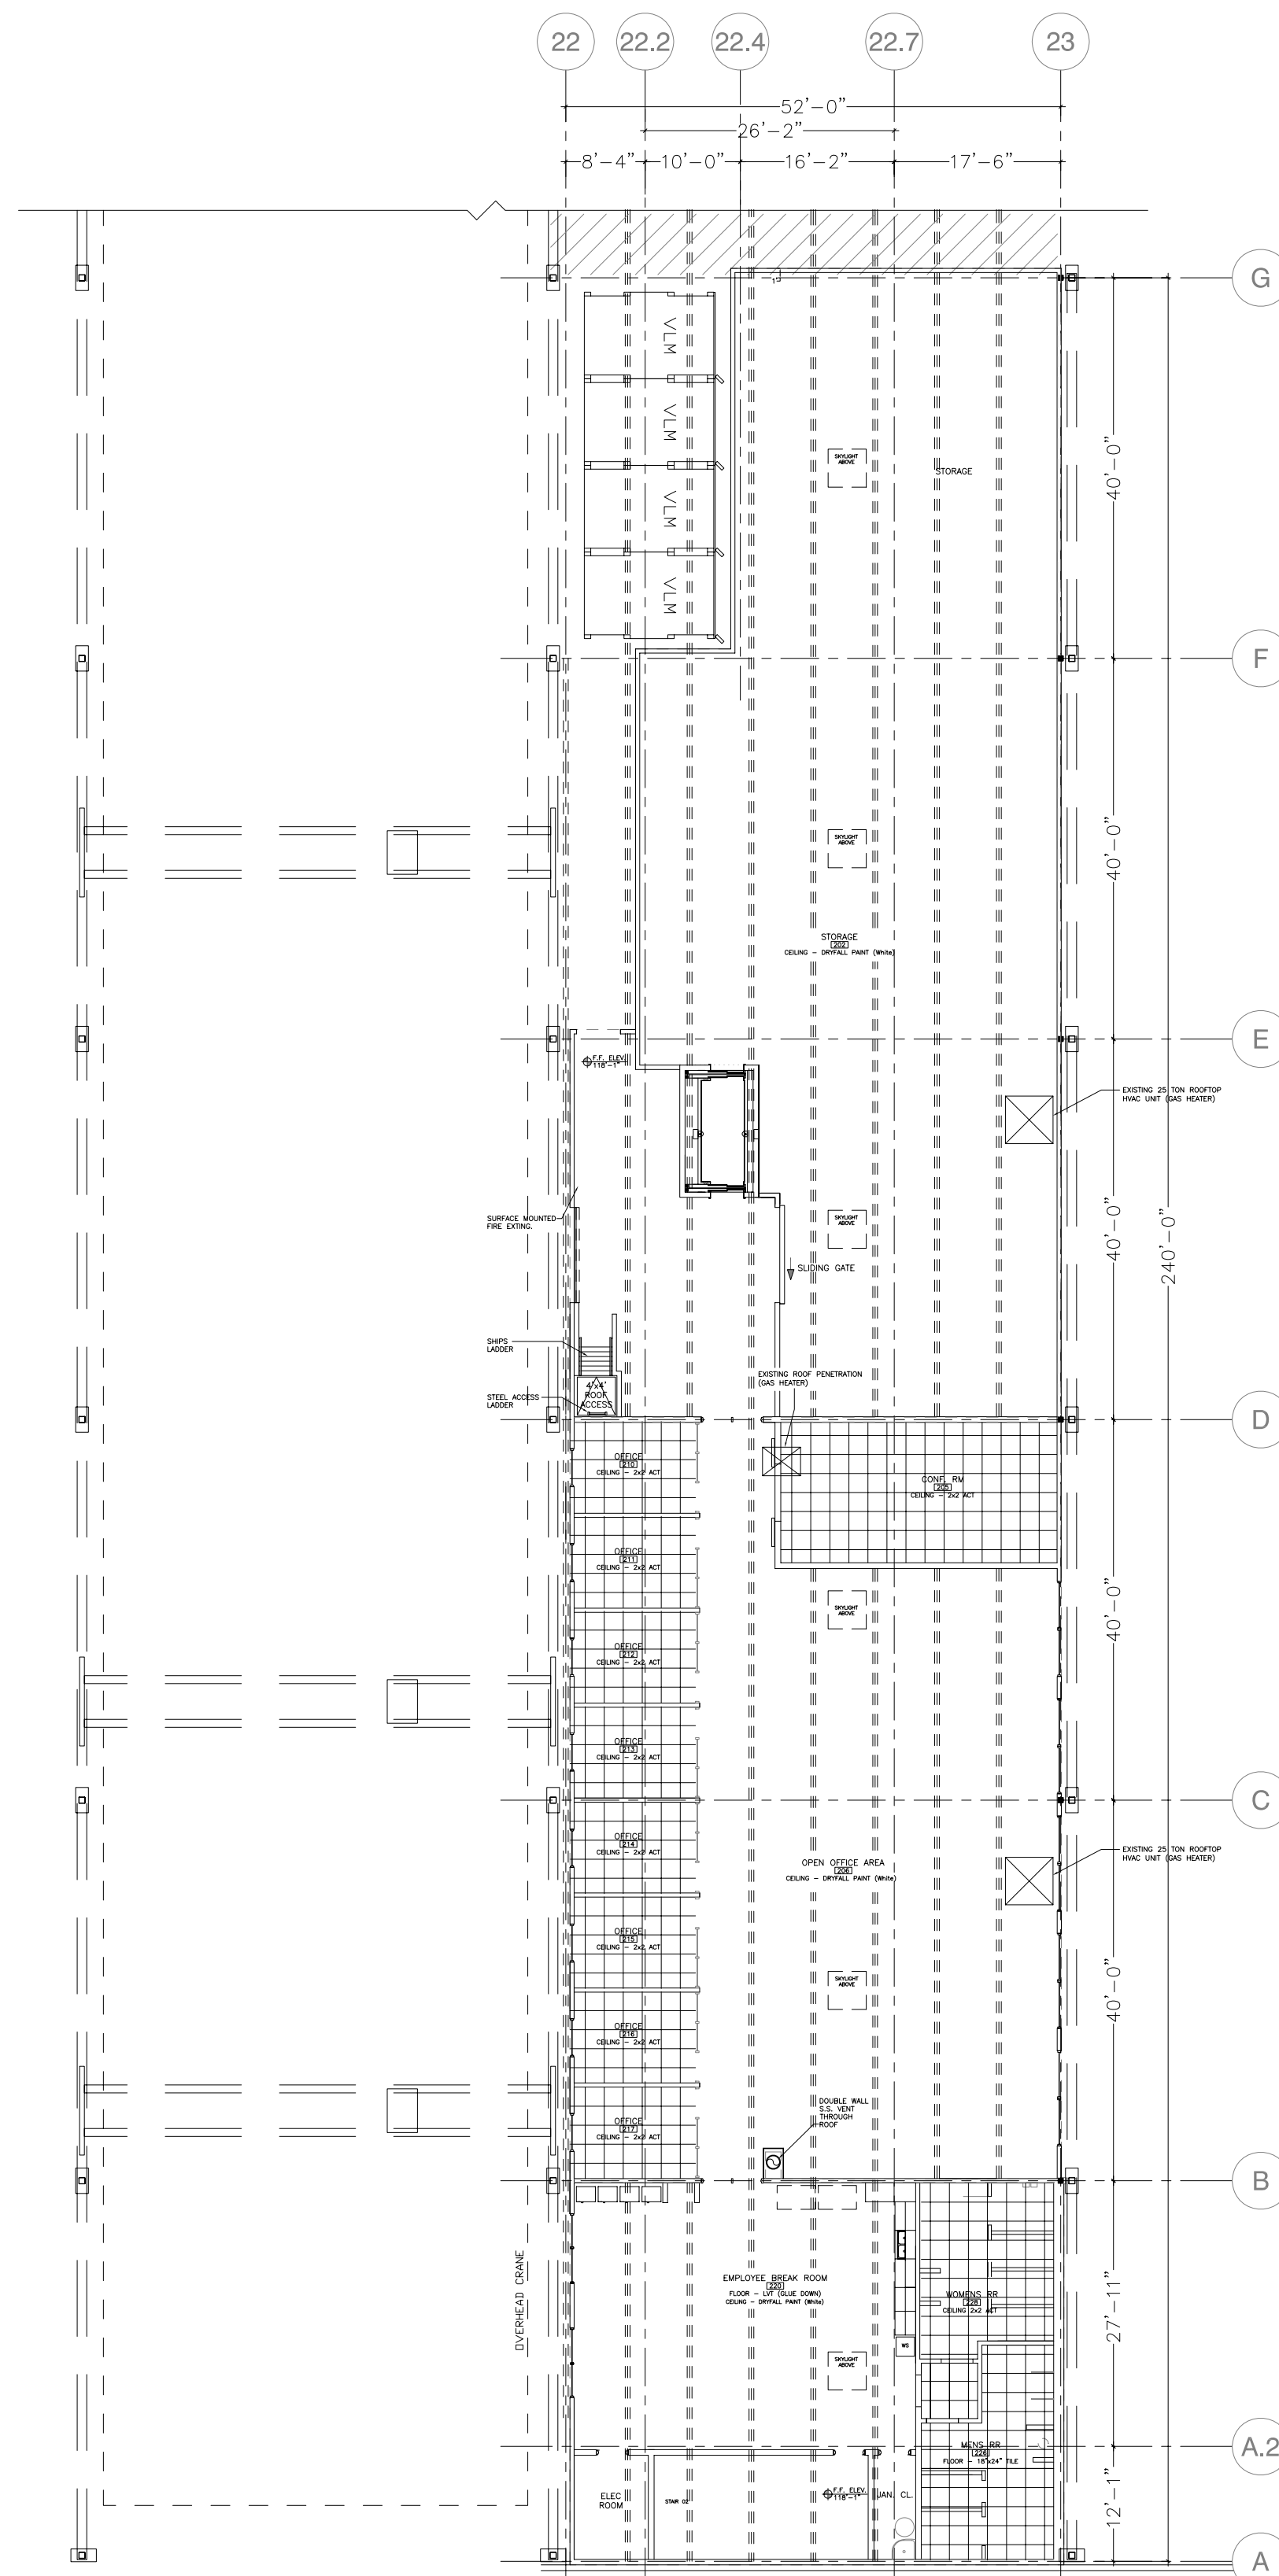 22 22.2 22.4 22.7 23
52'-0"
26'-2"
8'-4" 10'-0" 16'-2" 17'-6"
G
VLM
VLM
VLM
VLM
SKYLIGHT
ABOVE
STORAGE
40'-0"
F
40'-0"
SKYLIGHT
ABOVE
STORAGE
202
CEILING - DRYFALL PAINT (White)
E
F.F. ELEV.
118'-1"
EXISTING 25 TON ROOFTOP
HVAC UNIT (GAS HEATER)
SURFACE MOUNTED
FIRE EXTING.
SKYLIGHT
ABOVE
40'-0"
240'-0"
SLIDING GATE
SHIPS
LADDER
EXISTING ROOF PENETRATION
(GAS HEATER)
4'x4'
ROOF
ACCESS
STEEL ACCESS
LADDER
D
OFFICE
210
CEILING - 2x2 ACT
CONF. RM
205
CEILING - 2x2 ACT
OFFICE
211
CEILING - 2x2 ACT
SKYLIGHT
ABOVE
40'-0"
OFFICE
212
CEILING - 2x2 ACT
OFFICE
213
CEILING - 2x2 ACT
C
OFFICE
214
CEILING - 2x2 ACT
OPEN OFFICE AREA
206
CEILING - DRYFALL PAINT (White)
EXISTING 25 TON ROOFTOP
HVAC UNIT (GAS HEATER)
OFFICE
215
CEILING - 2x2 ACT
SKYLIGHT
ABOVE
40'-0"
OFFICE
216
CEILING - 2x2 ACT
OFFICE
217
CEILING - 2x2 ACT
DOUBLE WALL
S.S. VENT
THROUGH
ROOF
B
OVERHEAD CRANE
EMPLOYEE BREAK ROOM
220
FLOOR - LVT (GLUE DOWN)
CEILING - DRYFALL PAINT (White)
WOMENS RR
228
CEILING 2x2 ACT
27'-11"
WS
SKYLIGHT
ABOVE
MENS RR
226
FLOOR - 18"x24" TILE
A.2
ELEC
ROOM
STAIR 02
F.F. ELEV.
118'-1"
JAN. CL.
12'-1"
A